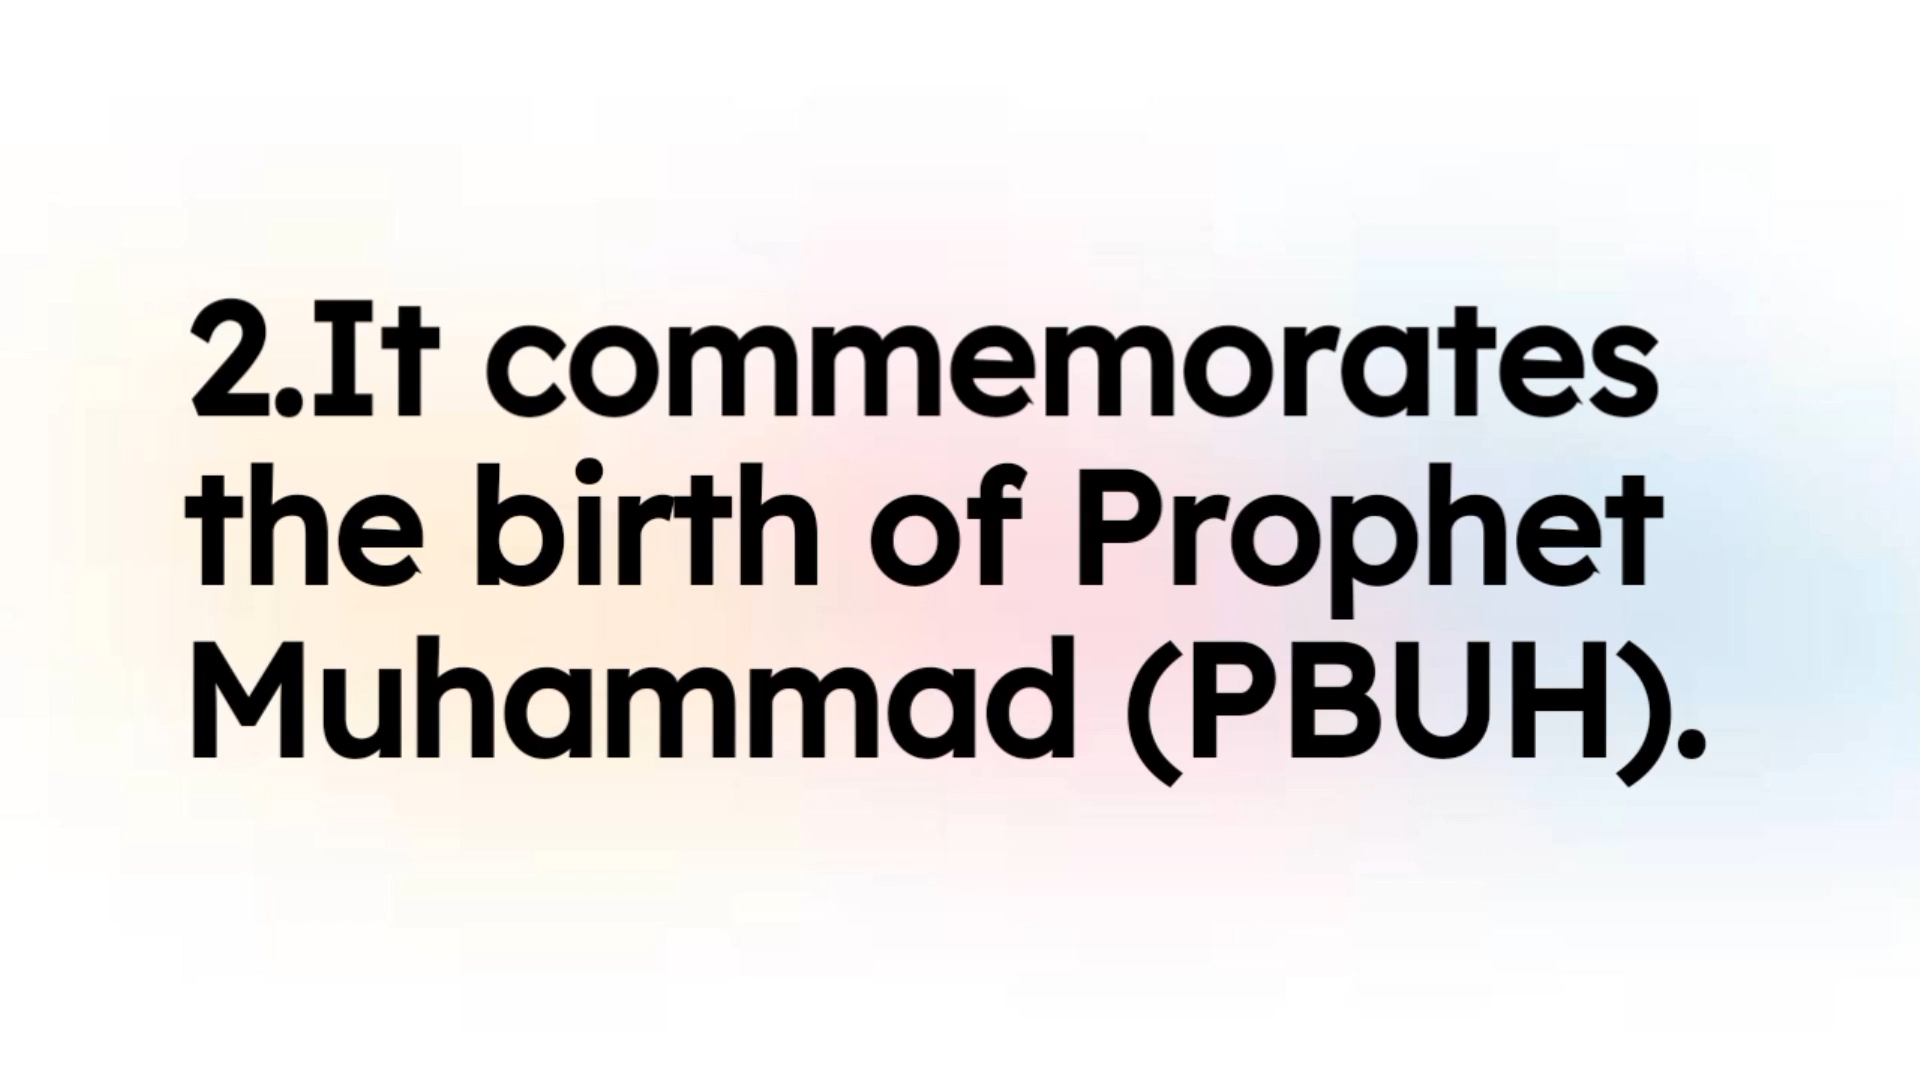 2.It commemorates
the birth of Prophet
Muhammad (PBUH).